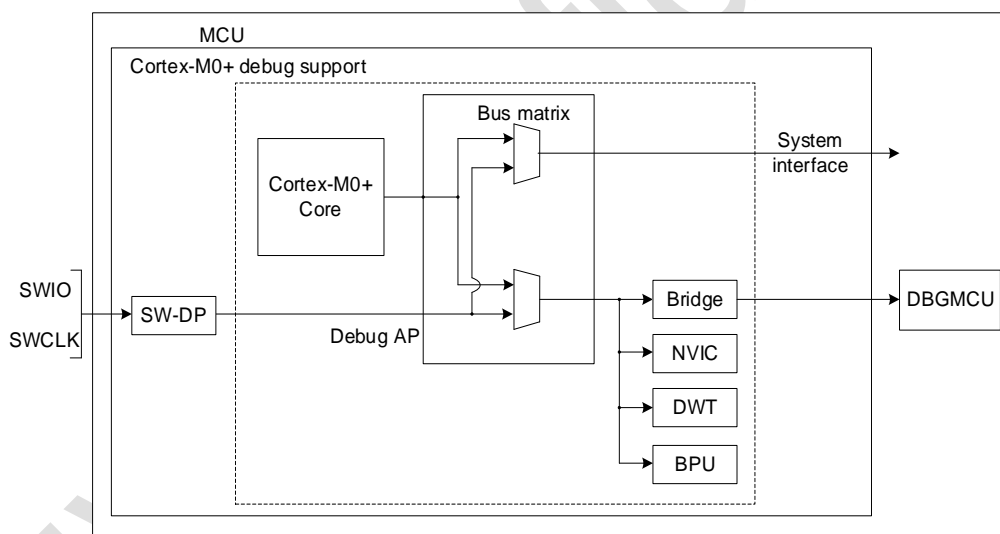 MCU
Cortex-M0+ debug support
Bus matrix
System
interface
Cortex-M0+
Core
SWIO
SWCLK
SW-DP
Debug AP
Bridge
DBGMCU
NVIC
DWT
BPU